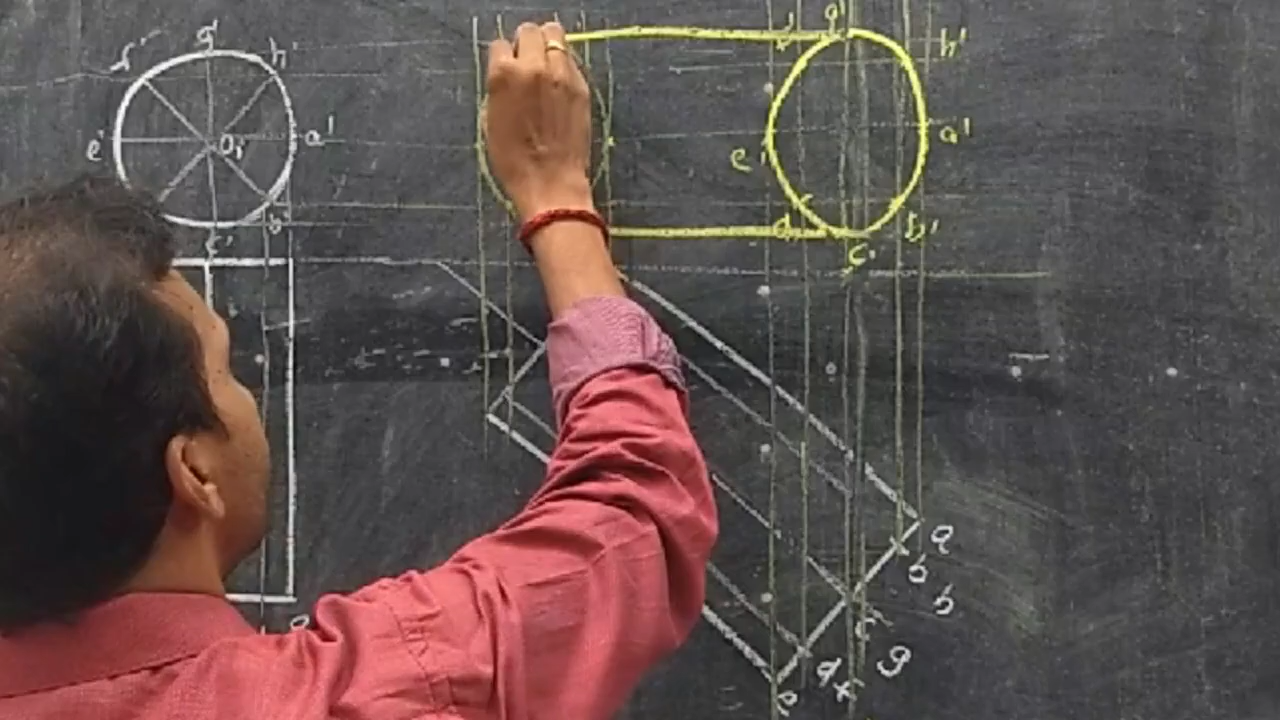 g'
f' h'
e' O₁ a'
b'
c'
g'
h'
e' a'
d' b'
c'
a
b h
c g
d f
e